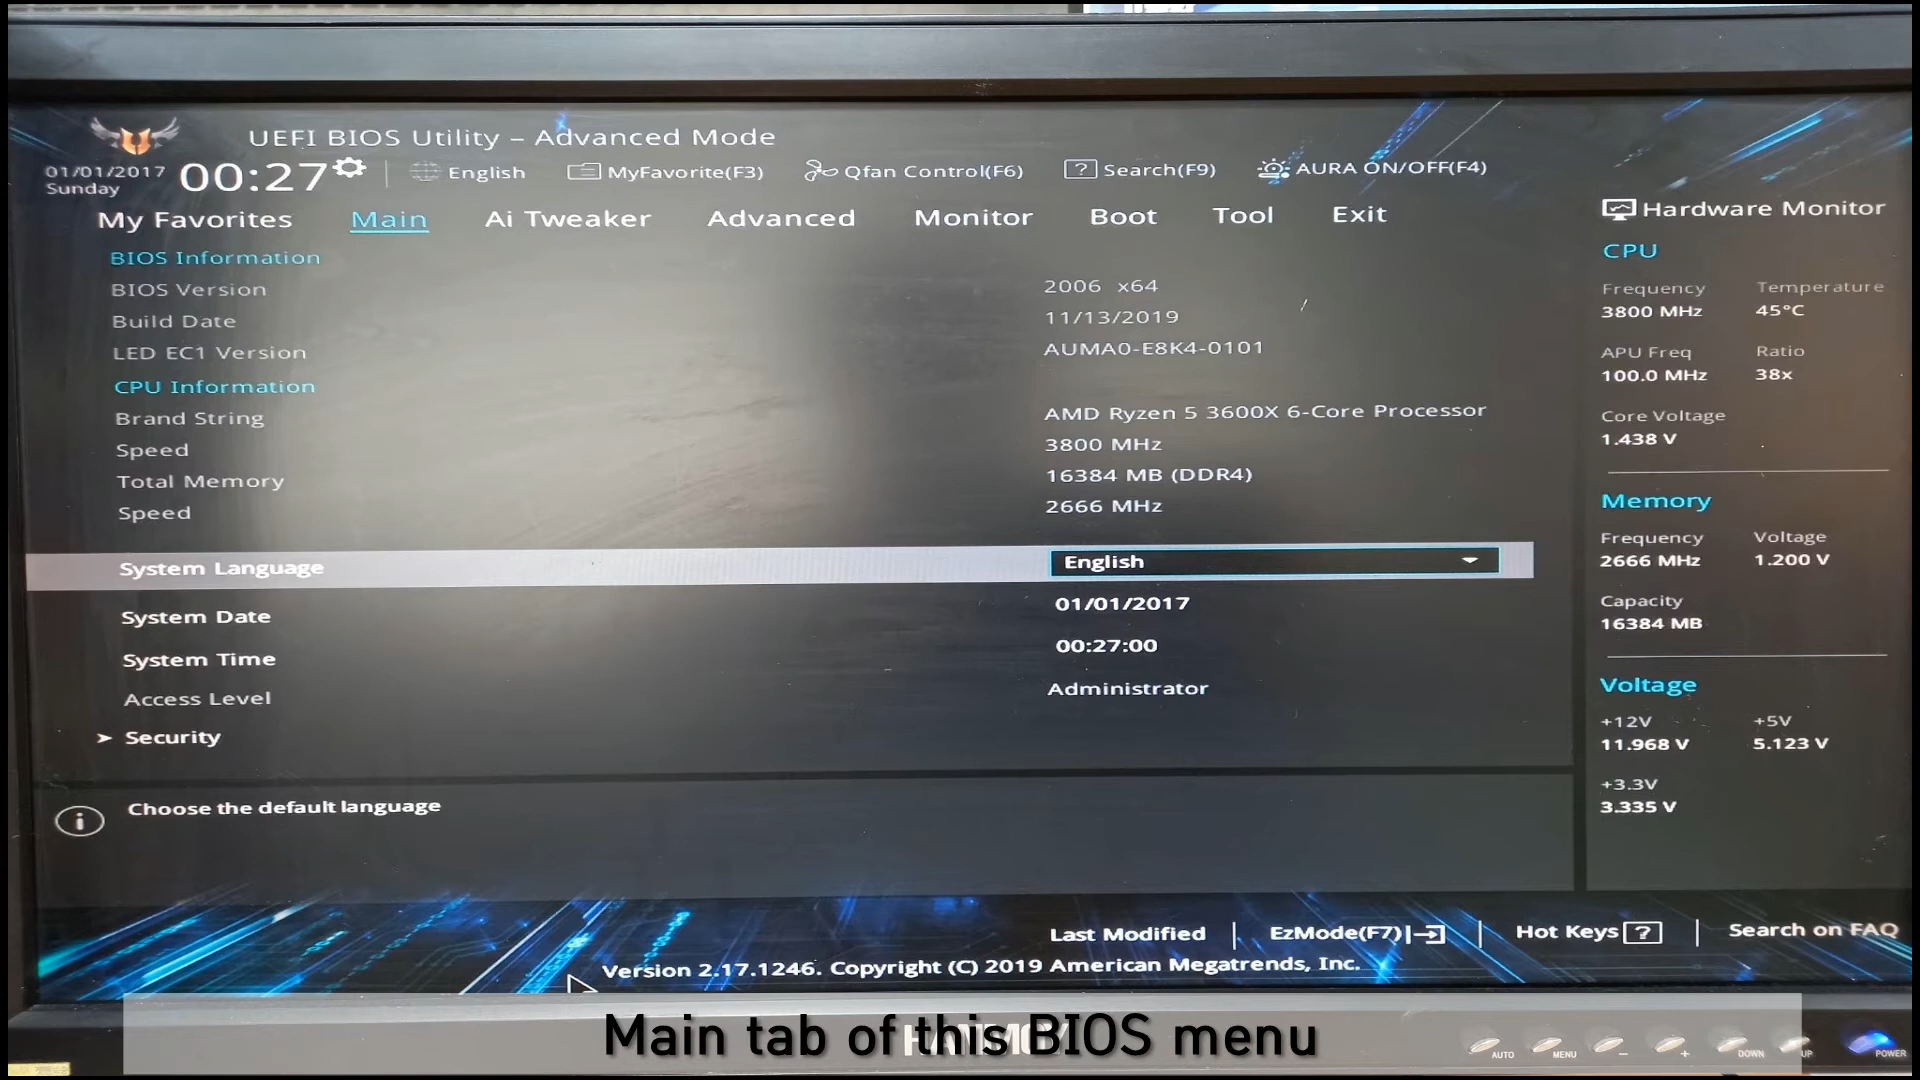 UEFI BIOS Utility – Advanced Mode
01/01/2017
Sunday
00:27
English
MyFavorite(F3)
Qfan Control(F6)
Search(F9)
AURA ON/OFF(F4)
My Favorites
Main
Ai Tweaker
Advanced
Monitor
Boot
Tool
Exit
BIOS Information
BIOS Version 2006 x64
Build Date 11/13/2019
LED EC1 Version AUMA0-E8K4-0101
CPU Information
Brand String AMD Ryzen 5 3600X 6-Core Processor
Speed 3800 MHz
Total Memory 16384 MB (DDR4)
Speed 2666 MHz
System Language English
System Date 01/01/2017
System Time 00:27:00
Access Level Administrator
Security
Choose the default language
Hardware Monitor
CPU
Frequency Temperature
3800 MHz 45°C
APU Freq Ratio
100.0 MHz 38x
Core Voltage
1.438 V
Memory
Frequency Voltage
2666 MHz 1.200 V
Capacity
16384 MB
Voltage
+12V +5V
11.968 V 5.123 V
+3.3V
3.335 V
Last Modified
EzMode(F7)
Hot Keys ?
Search on FAQ
Version 2.17.1246. Copyright (C) 2019 American Megatrends, Inc.
Main tab of this BIOS menu
AUTO
MENU
–
+
DOWN
UP
POWER